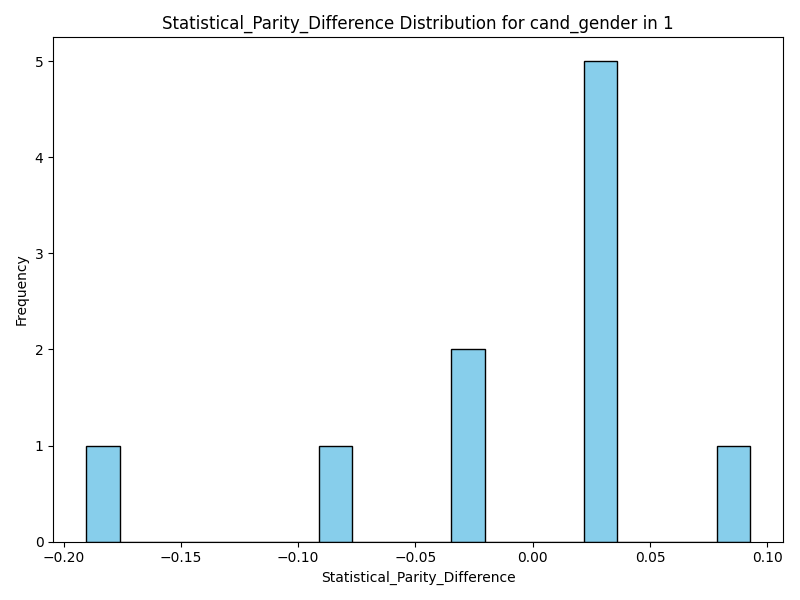 Statistical_Parity_Difference Distribution for cand_gender in 1
Frequency
5
4
3
2
1
0
−0.20 −0.15 −0.10 −0.05 0.00 0.05 0.10
Statistical_Parity_Difference